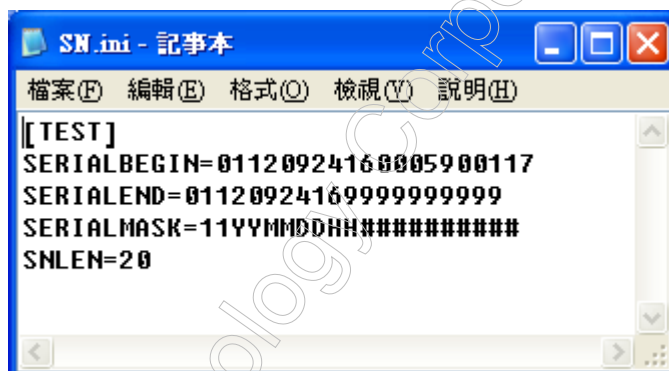 SN.ini - 記事本
檔案(F) 編輯(E) 格式(O) 檢視(V) 說明(H)
[TEST]
SERIALBEGIN=01120924160005900117
SERIALEND=01120924169999999999
SERIALMASK=11YYMMDDHH##########
SNLEN=20
ology